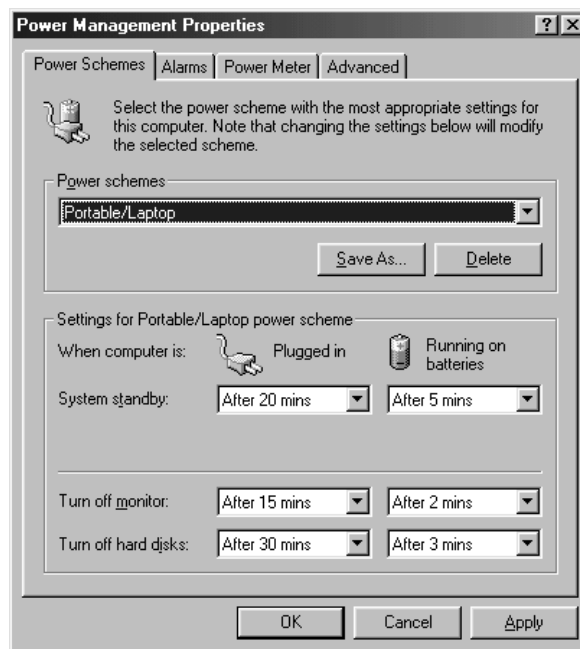 Power Management Properties
? X
Power Schemes Alarms Power Meter Advanced
Select the power scheme with the most appropriate settings for
this computer. Note that changing the settings below will modify
the selected scheme.
Power schemes
Portable/Laptop
Save As... Delete
Settings for Portable/Laptop power scheme
When computer is: Plugged in Running on
batteries
System standby: After 20 mins After 5 mins
Turn off monitor: After 15 mins After 2 mins
Turn off hard disks: After 30 mins After 3 mins
OK Cancel Apply